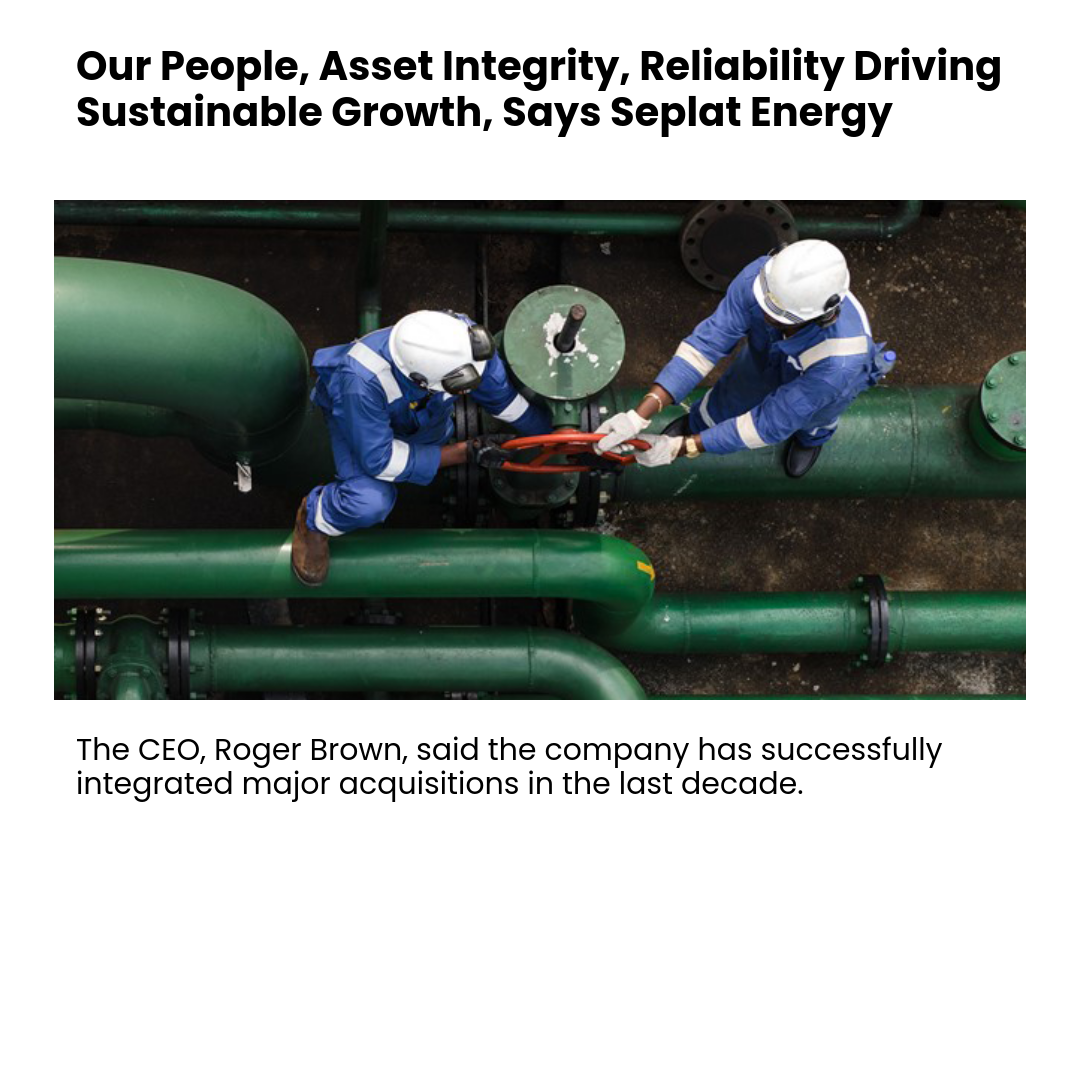 Our People, Asset Integrity, Reliability Driving
Sustainable Growth, Says Seplat Energy
The CEO, Roger Brown, said the company has successfully
integrated major acquisitions in the last decade.